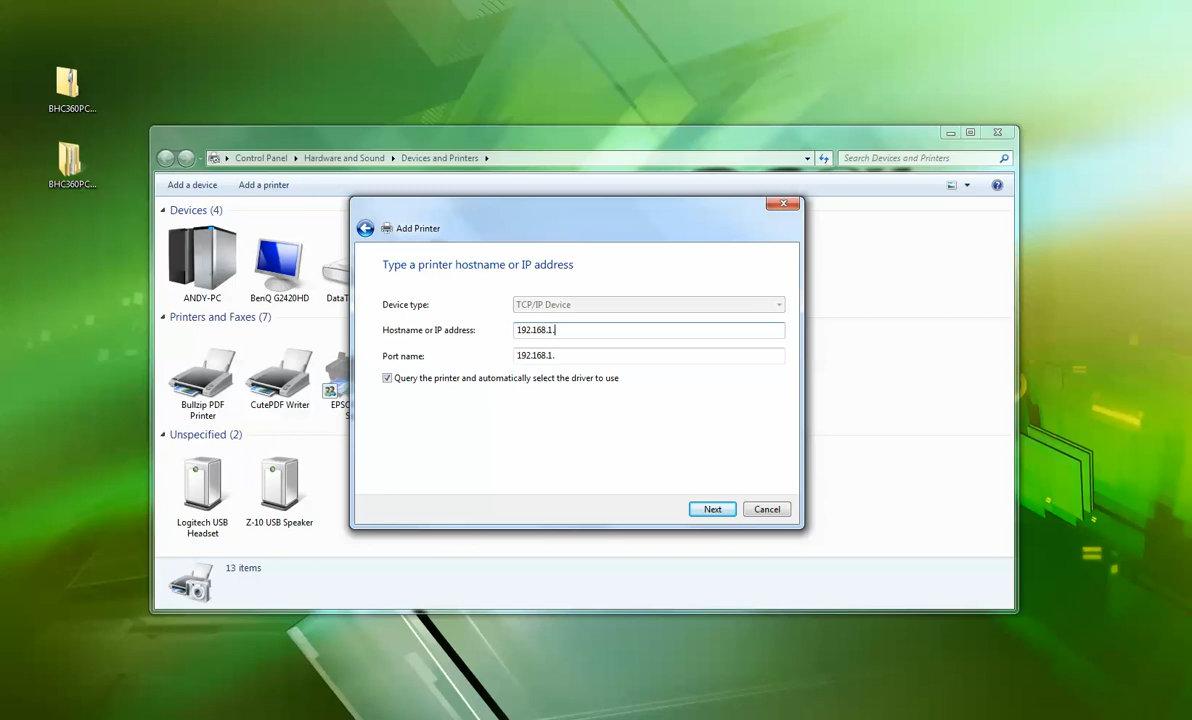 BHC360PC...
BHC360PC...
Control Panel
Hardware and Sound
Devices and Printers
Search Devices and Printers
Add a device
Add a printer
Devices (4)
ANDY-PC
BenQ G2420HD
DataT
Printers and Faxes (7)
Bullzip PDF
Printer
CutePDF Writer
EPSO
S
Unspecified (2)
Logitech USB
Headset
Z-10 USB Speaker
13 items
Add Printer
Type a printer hostname or IP address
Device type:
TCP/IP Device
Hostname or IP address:
192.168.1.
Port name:
192.168.1.
Query the printer and automatically select the driver to use
Next
Cancel